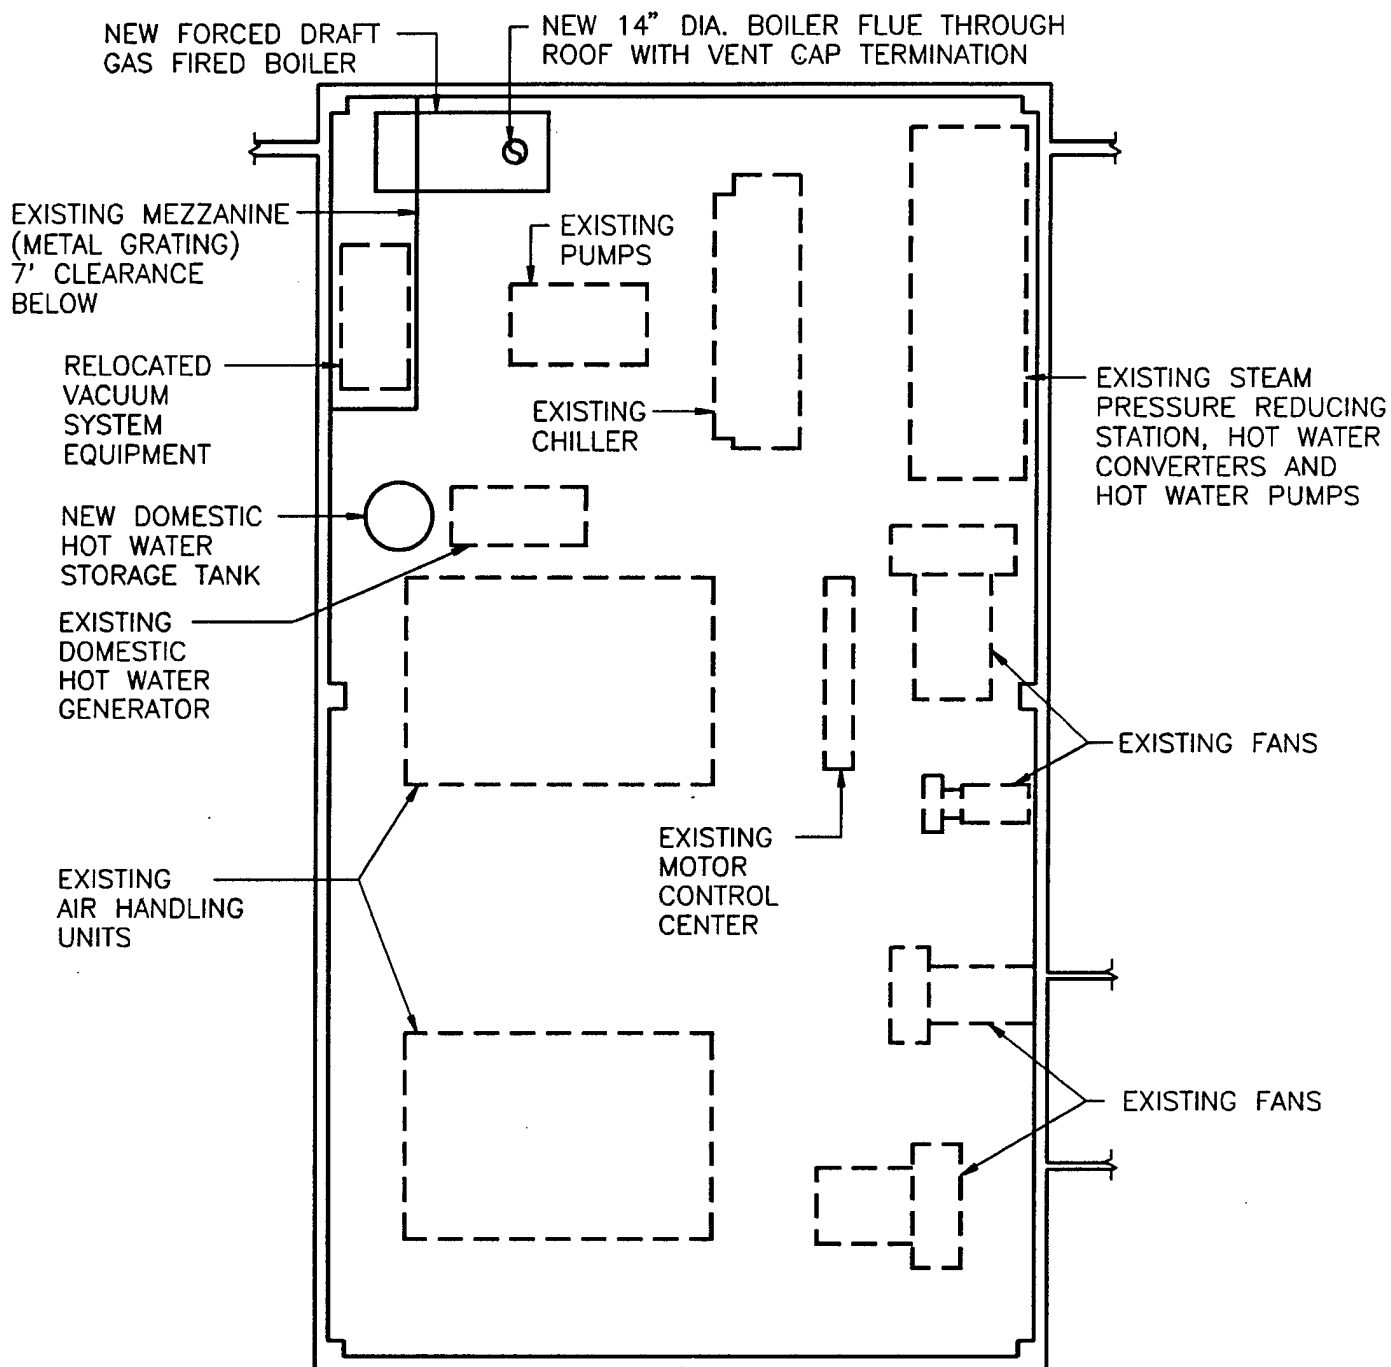 NEW FORCED DRAFT
GAS FIRED BOILER
NEW 14” DIA. BOILER FLUE THROUGH
ROOF WITH VENT CAP TERMINATION
EXISTING MEZZANINE
(METAL GRATING)
7' CLEARANCE
BELOW
EXISTING
PUMPS
RELOCATED
VACUUM
SYSTEM
EQUIPMENT
EXISTING
CHILLER
EXISTING STEAM
PRESSURE REDUCING
STATION, HOT WATER
CONVERTERS AND
HOT WATER PUMPS
NEW DOMESTIC
HOT WATER
STORAGE TANK
EXISTING
DOMESTIC
HOT WATER
GENERATOR
EXISTING FANS
EXISTING
MOTOR
CONTROL
CENTER
EXISTING
AIR HANDLING
UNITS
EXISTING FANS